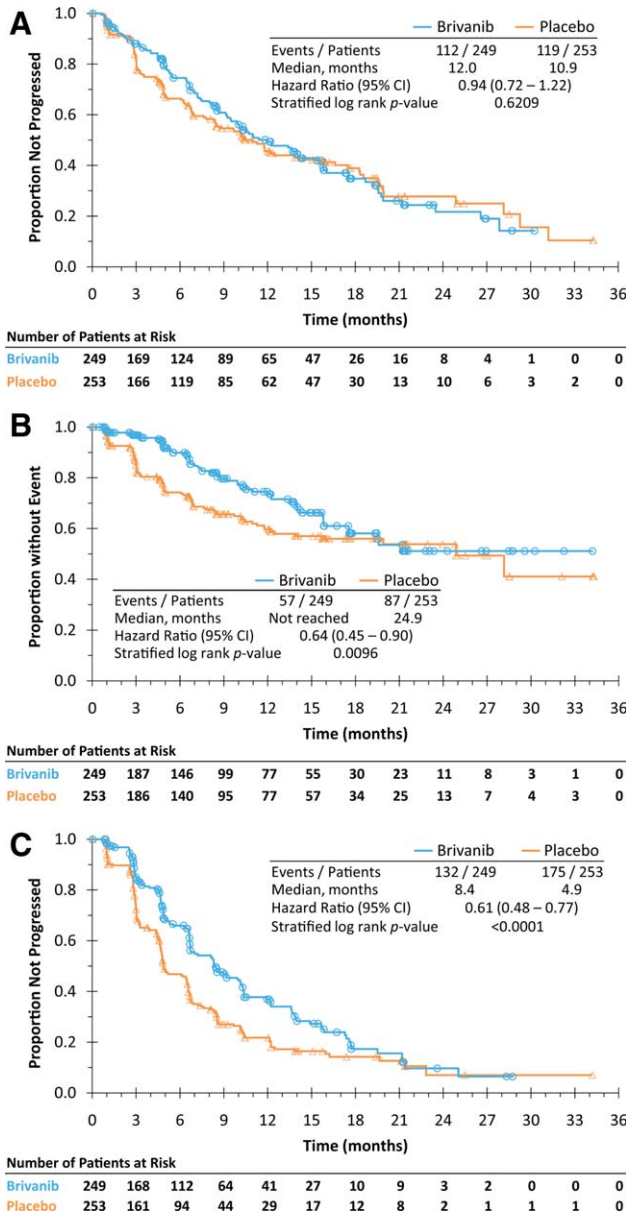 A
Brivanib Placebo
Events / Patients 112 / 249 119 / 253
Median, months 12.0 10.9
Hazard Ratio (95% CI) 0.94 (0.72 – 1.22)
Stratified log rank p-value 0.6209
Proportion Not Progressed
1.0
0.8
0.6
0.4
0.2
0.0
0 3 6 9 12 15 18 21 24 27 30 33 36
Time (months)
Number of Patients at Risk
Brivanib 249 169 124 89 65 47 26 16 8 4 1 0 0
Placebo 253 166 119 85 62 47 30 13 10 6 3 2 0
B
Proportion without Event
1.0
0.8
0.6
0.4
0.2
0.0
Brivanib Placebo
Events / Patients 57 / 249 87 / 253
Median, months Not reached 24.9
Hazard Ratio (95% CI) 0.64 (0.45 – 0.90)
Stratified log rank p-value 0.0096
0 3 6 9 12 15 18 21 24 27 30 33 36
Time (months)
Number of Patients at Risk
Brivanib 249 187 146 99 77 55 30 23 11 8 3 1 0
Placebo 253 186 140 95 77 57 34 25 13 7 4 3 0
C
Brivanib Placebo
Events / Patients 132 / 249 175 / 253
Median, months 8.4 4.9
Hazard Ratio (95% CI) 0.61 (0.48 – 0.77)
Stratified log rank p-value <0.0001
Proportion Not Progressed
1.0
0.8
0.6
0.4
0.2
0.0
0 3 6 9 12 15 18 21 24 27 30 33 36
Time (months)
Number of Patients at Risk
Brivanib 249 168 112 64 41 27 10 9 3 2 0 0 0
Placebo 253 161 94 44 29 17 12 8 2 1 1 1 0